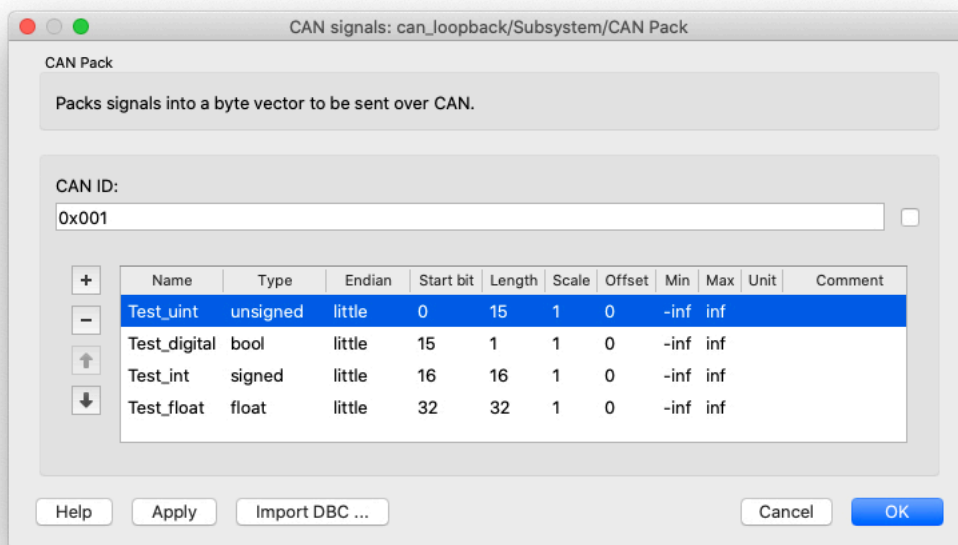 CAN signals: can_loopback/Subsystem/CAN Pack
CAN Pack
Packs signals into a byte vector to be sent over CAN.
CAN ID:
0x001
+ Name Type Endian Start bit Length Scale Offset Min Max Unit Comment
− Test_uint unsigned little 0 15 1 0 -inf inf
Test_digital bool little 15 1 1 0 -inf inf
Test_int signed little 16 16 1 0 -inf inf
Test_float float little 32 32 1 0 -inf inf
Help Apply Import DBC ... Cancel OK